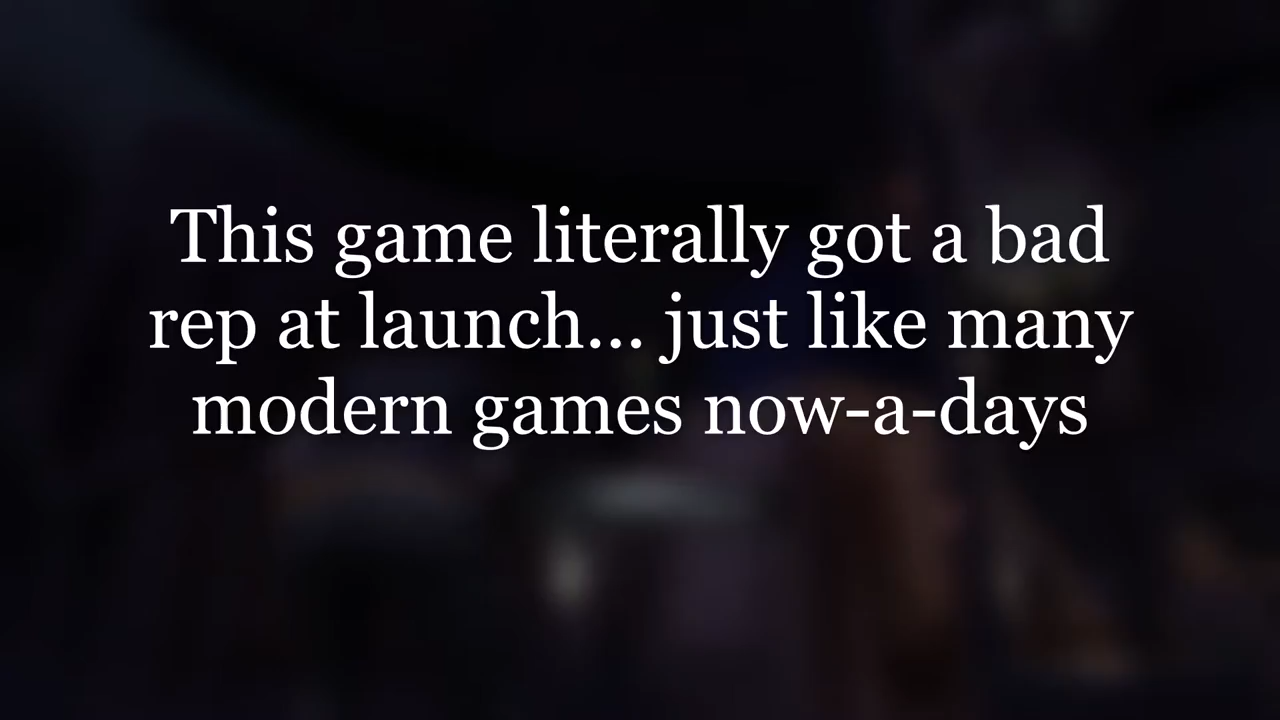 This game literally got a bad
rep at launch... just like many
modern games now-a-days